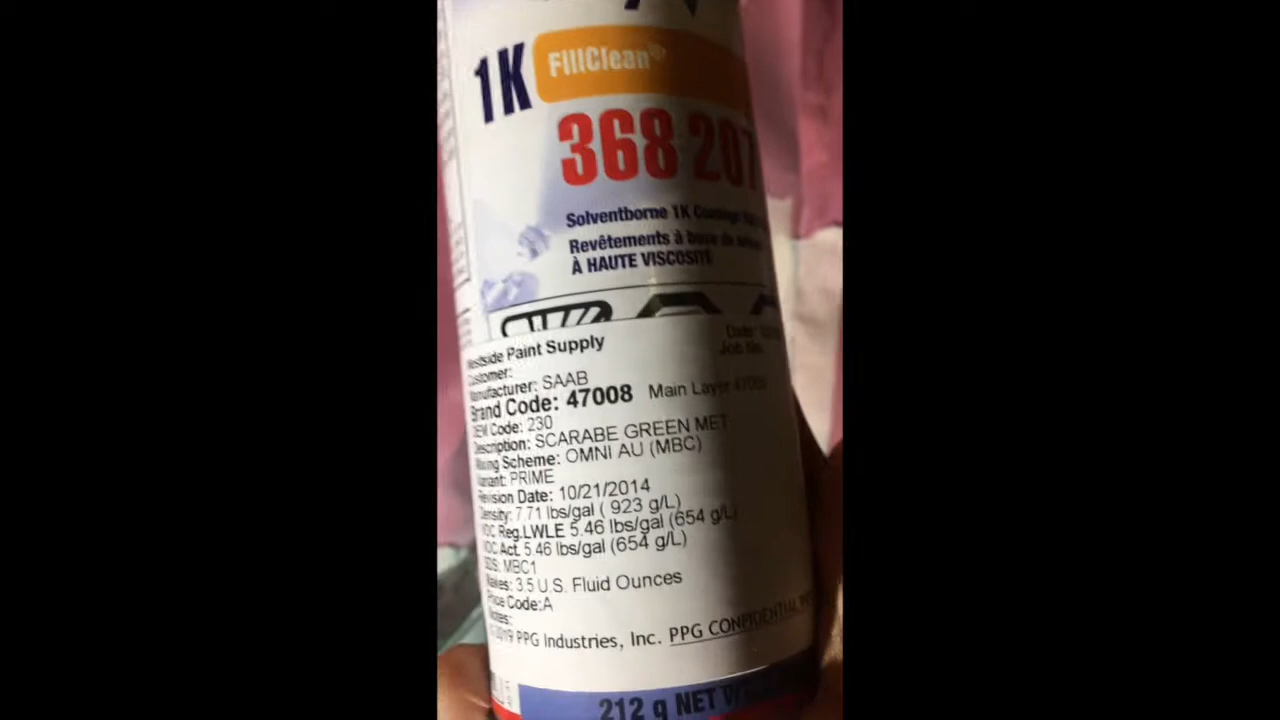 1K FillClean
368 207
Solventborne 1K
Revêtements à base de
À HAUTE VISCOSITÉ
Westside Paint Supply
Customer:
Job No.
Manufacturer: SAAB
Brand Code: 47008 Main Layer
OEM Code: 230
Description: SCARABE GREEN MET
Mixing Scheme: OMNI AU (MBC)
Variant: PRIME
Revision Date: 10/21/2014
Density: 7.71 lbs/gal ( 923 g/L)
VOC Reg.LWLE 5.46 lbs/gal (654 g/L)
VOC Act. 5.46 lbs/gal (654 g/L)
SDS: MBC1
Makes: 3.5 U.S. Fluid Ounces
Price Code:A
Notes:
©2019 PPG Industries, Inc. PPG CONFIDENTIAL
212 g NET